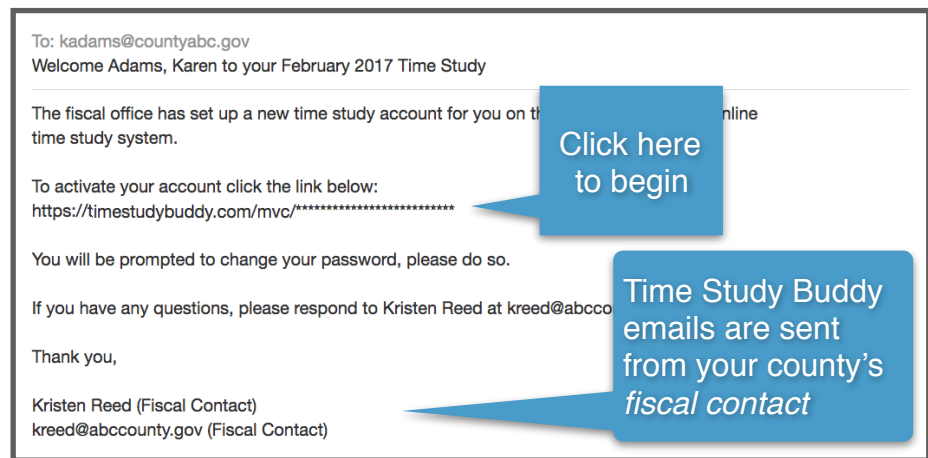 To: kadams@countyabc.gov
Welcome Adams, Karen to your February 2017 Time Study
The fiscal office has set up a new time study account for you on
time study system.
To activate your account click the link below:
https://timestudybuddy.com/mvc/**************************
You will be prompted to change your password, please do so.
If you have any questions, please respond to Kristen Reed at
Thank you,
Kristen Reed (Fiscal Contact)
kreed@abccounty.gov (Fiscal Contact)
Click here
to begin
Time Study Buddy
emails are sent
from your county’s
fiscal contact